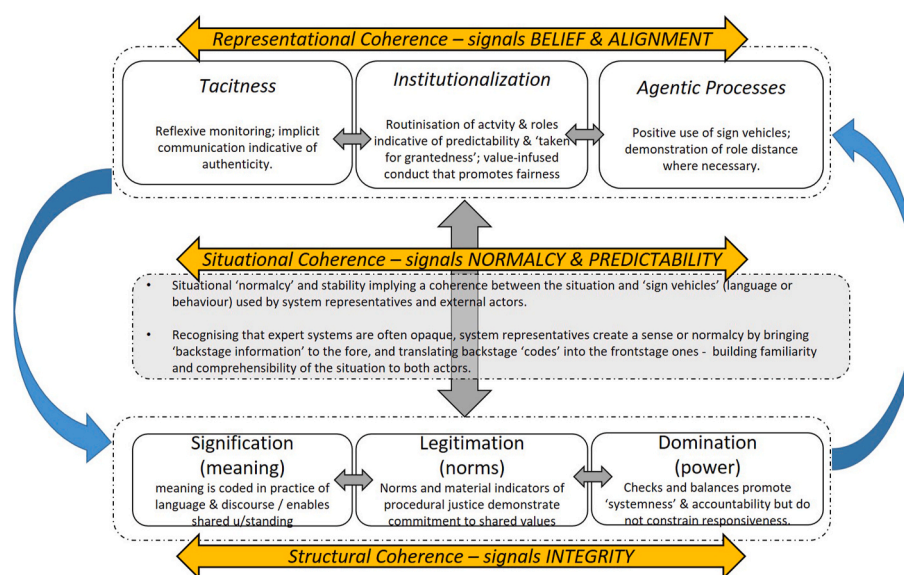 Representational Coherence – signals BELIEF & ALIGNMENT
Tacitness
Reflexive monitoring; implicit
communication indicative of
authenticity.
Institutionalization
Routinisation of actvity & roles
indicative of predictability & ‘taken
for grantedness’; value-infused
conduct that promotes fairness
Agentic Processes
Positive use of sign vehicles;
demonstration of role distance
where necessary.
Situational Coherence – signals NORMALCY & PREDICTABILITY
• Situational ‘normalcy’ and stability implying a coherence between the situation and ‘sign vehicles’ (language or
behaviour) used by system representatives and external actors.
• Recognising that expert systems are often opaque, system representatives create a sense or normalcy by bringing
‘backstage information’ to the fore, and translating backstage ‘codes’ into the frontstage ones - building familiarity
and comprehensibility of the situation to both actors.
Signification
(meaning)
meaning is coded in practice of
language & discourse / enables
shared u/standing
Legitimation
(norms)
Norms and material indicators of
procedural justice demonstrate
commitment to shared values
Domination
(power)
Checks and balances promote
‘systemness’ & accountability but do
not constrain responsiveness.
Structural Coherence – signals INTEGRITY